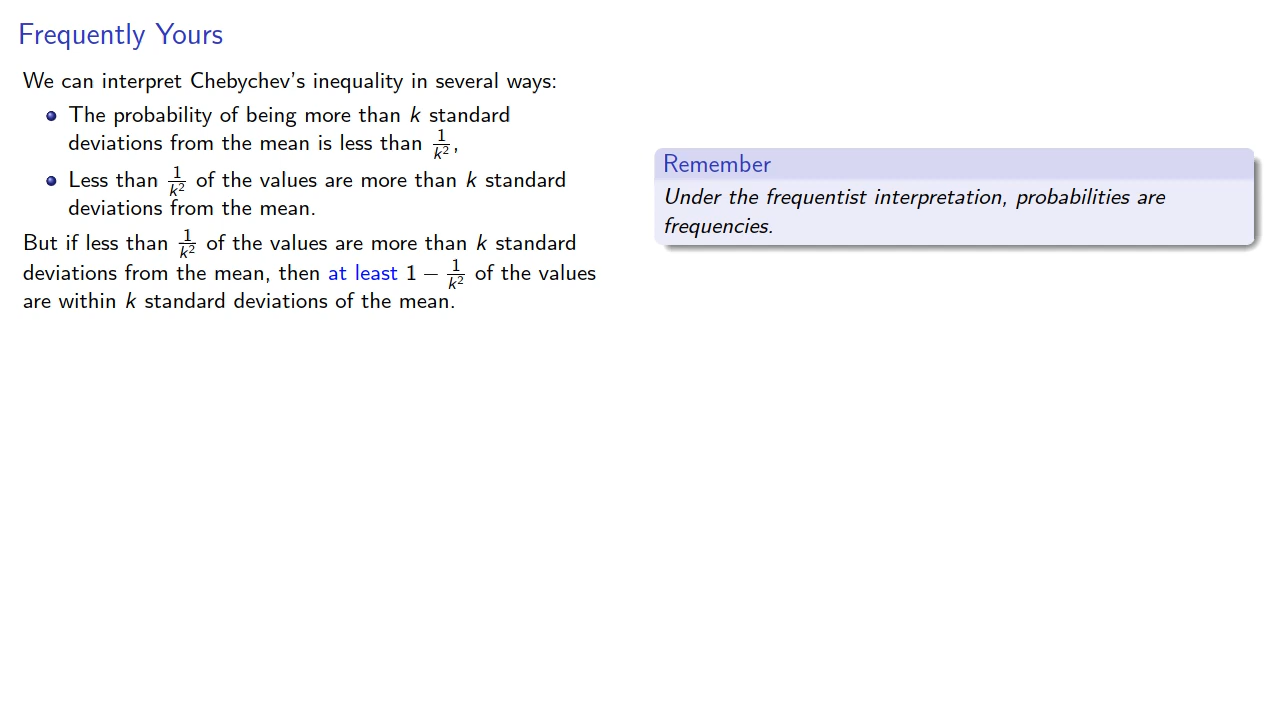 Frequently Yours
We can interpret Chebychev's inequality in several ways:
The probability of being more than k standard
deviations from the mean is less than 1/k²,
Less than 1/k² of the values are more than k standard
deviations from the mean.
But if less than 1/k² of the values are more than k standard
deviations from the mean, then at least 1 − 1/k² of the values
are within k standard deviations of the mean.
Remember
Under the frequentist interpretation, probabilities are
frequencies.